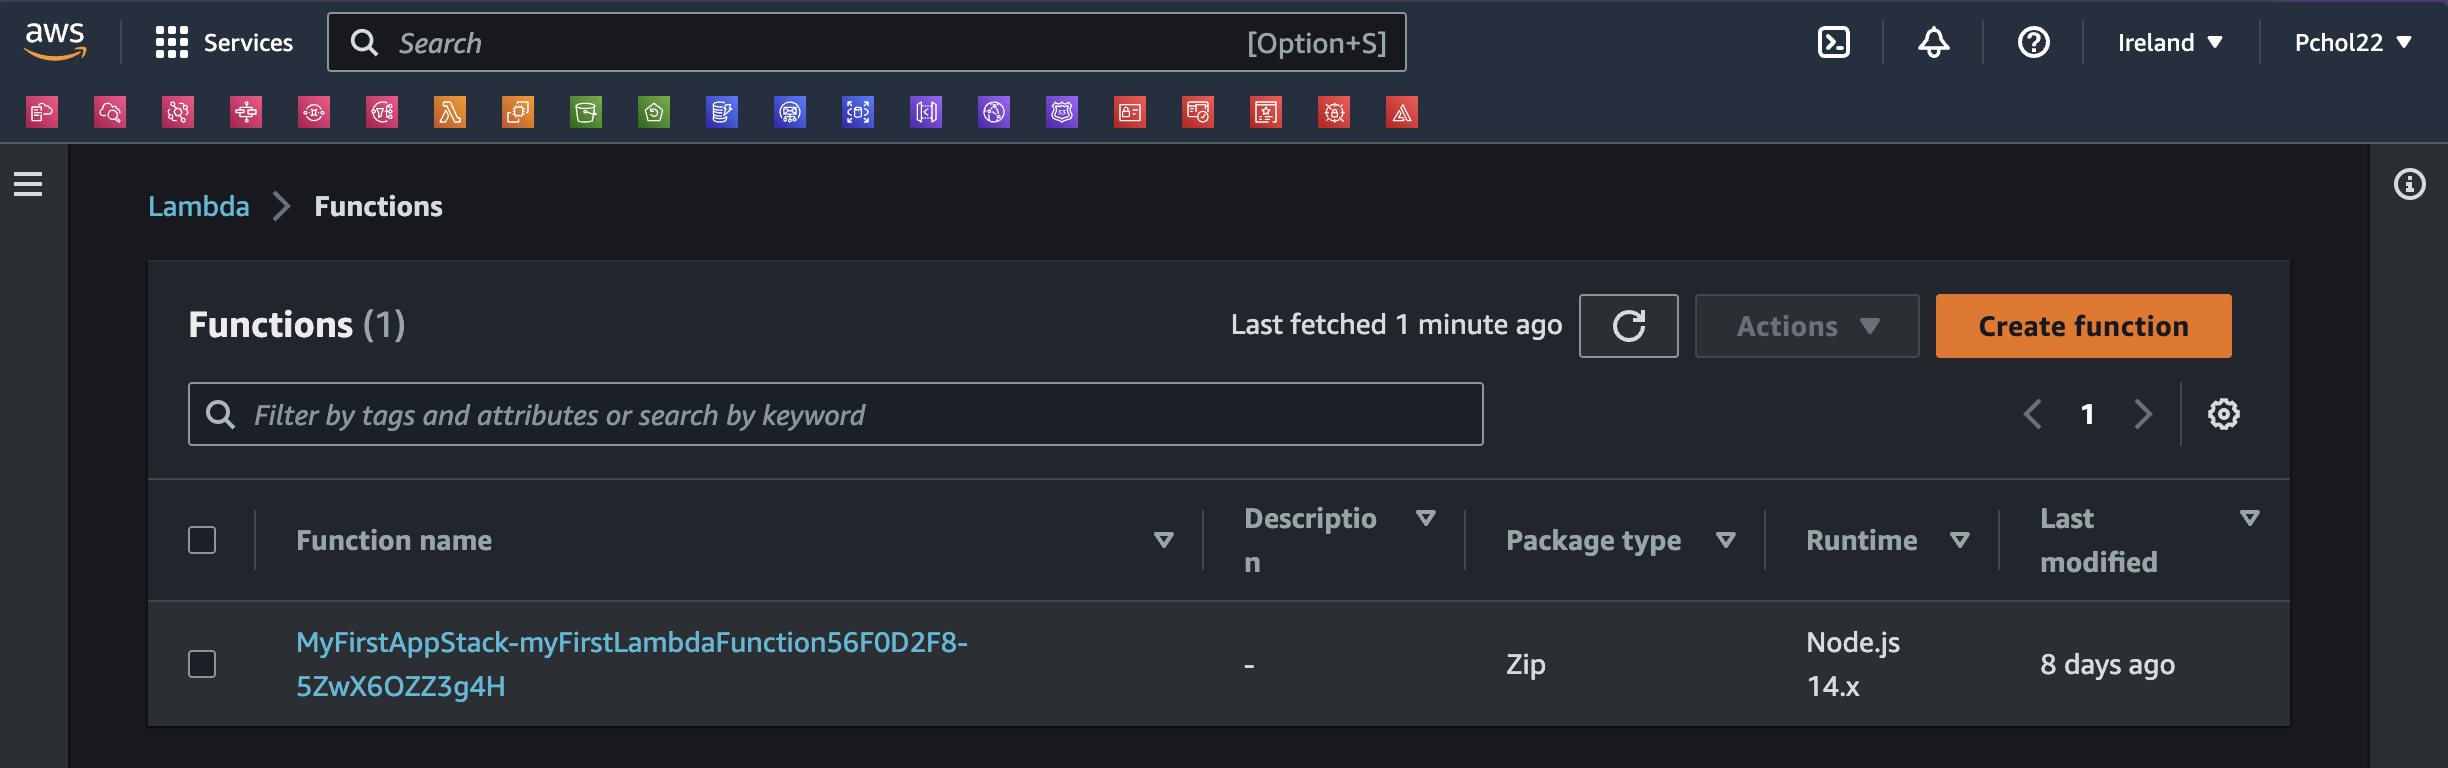 aws Services Search [Option+S] Ireland Pchol22
Lambda Functions
Functions (1) Last fetched 1 minute ago Actions Create function
Filter by tags and attributes or search by keyword 1
Function name Descriptio Package type Runtime Last
n modified
MyFirstAppStack-myFirstLambdaFunction56F0D2F8- - Zip Node.js 8 days ago
5ZwX6OZZ3g4H 14.x